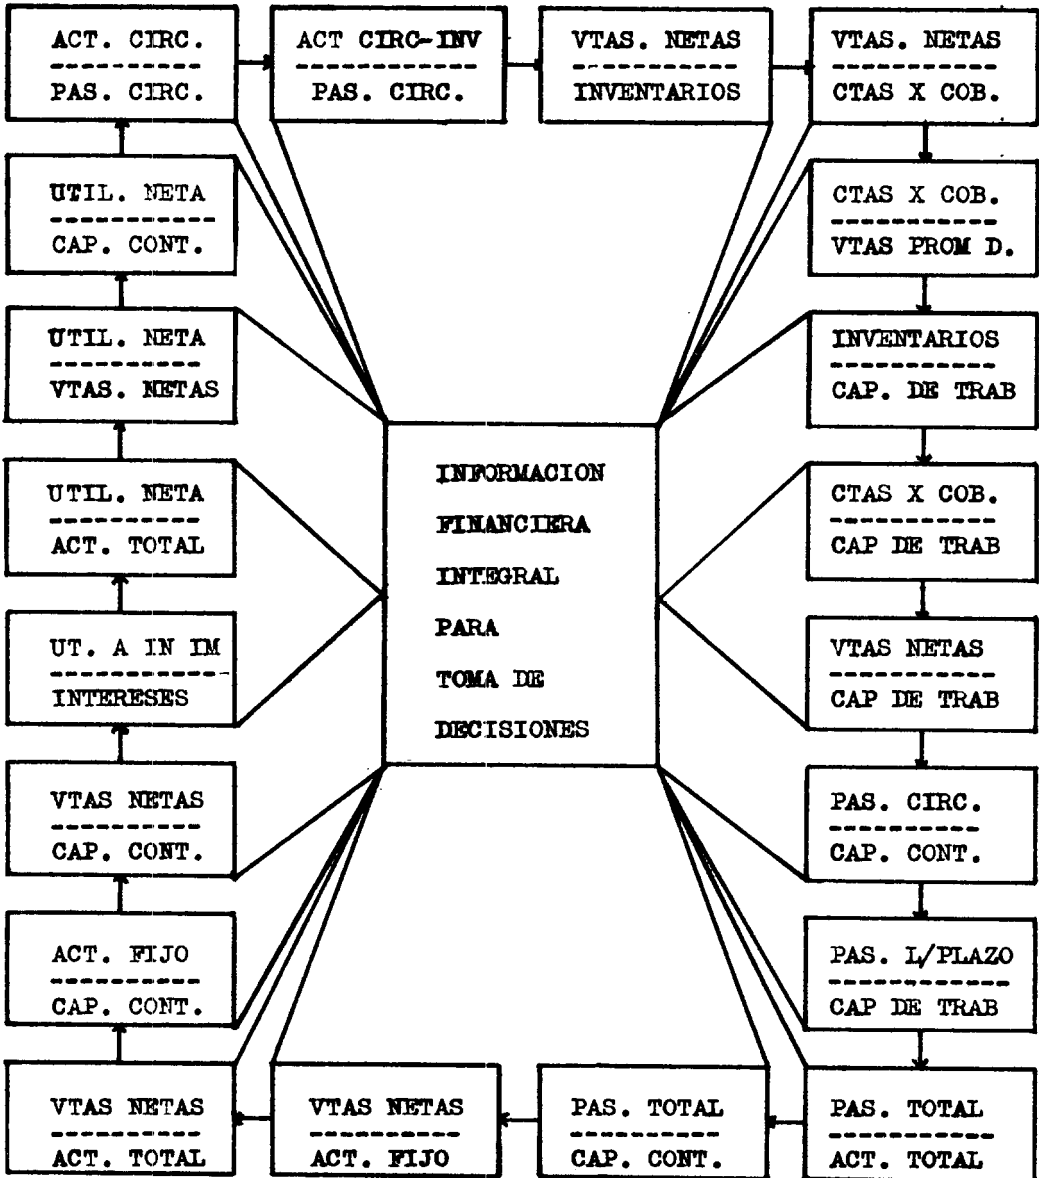 ACT. CIRC.
----------
PAS. CIRC.
ACT CIRC-INV
------------
PAS. CIRC.
VTAS. NETAS
-----------
INVENTARIOS
VTAS. NETAS
-----------
CTAS X COB.
CTAS X COB.
-----------
VTAS PROM D.
INVENTARIOS
-----------
CAP. DE TRAB
CTAS X COB.
-----------
CAP DE TRAB
VTAS NETAS
----------
CAP DE TRAB
PAS. CIRC.
----------
CAP. CONT.
PAS. L/PLAZO
------------
CAP DE TRAB
PAS. TOTAL
-----------
ACT. TOTAL
PAS. TOTAL
----------
CAP. CONT.
VTAS NETAS
----------
ACT. FIJO
VTAS NETAS
----------
ACT. TOTAL
ACT. FIJO
----------
CAP. CONT.
VTAS NETAS
----------
CAP. CONT.
UT. A IN IM
-----------
INTERESES
UTIL. NETA
----------
ACT. TOTAL
UTIL. NETA
----------
VTAS. NETAS
UTIL. NETA
-----------
CAP. CONT.
INFORMACION
FINANCIERA
INTEGRAL
PARA
TOMA DE
DECISIONES